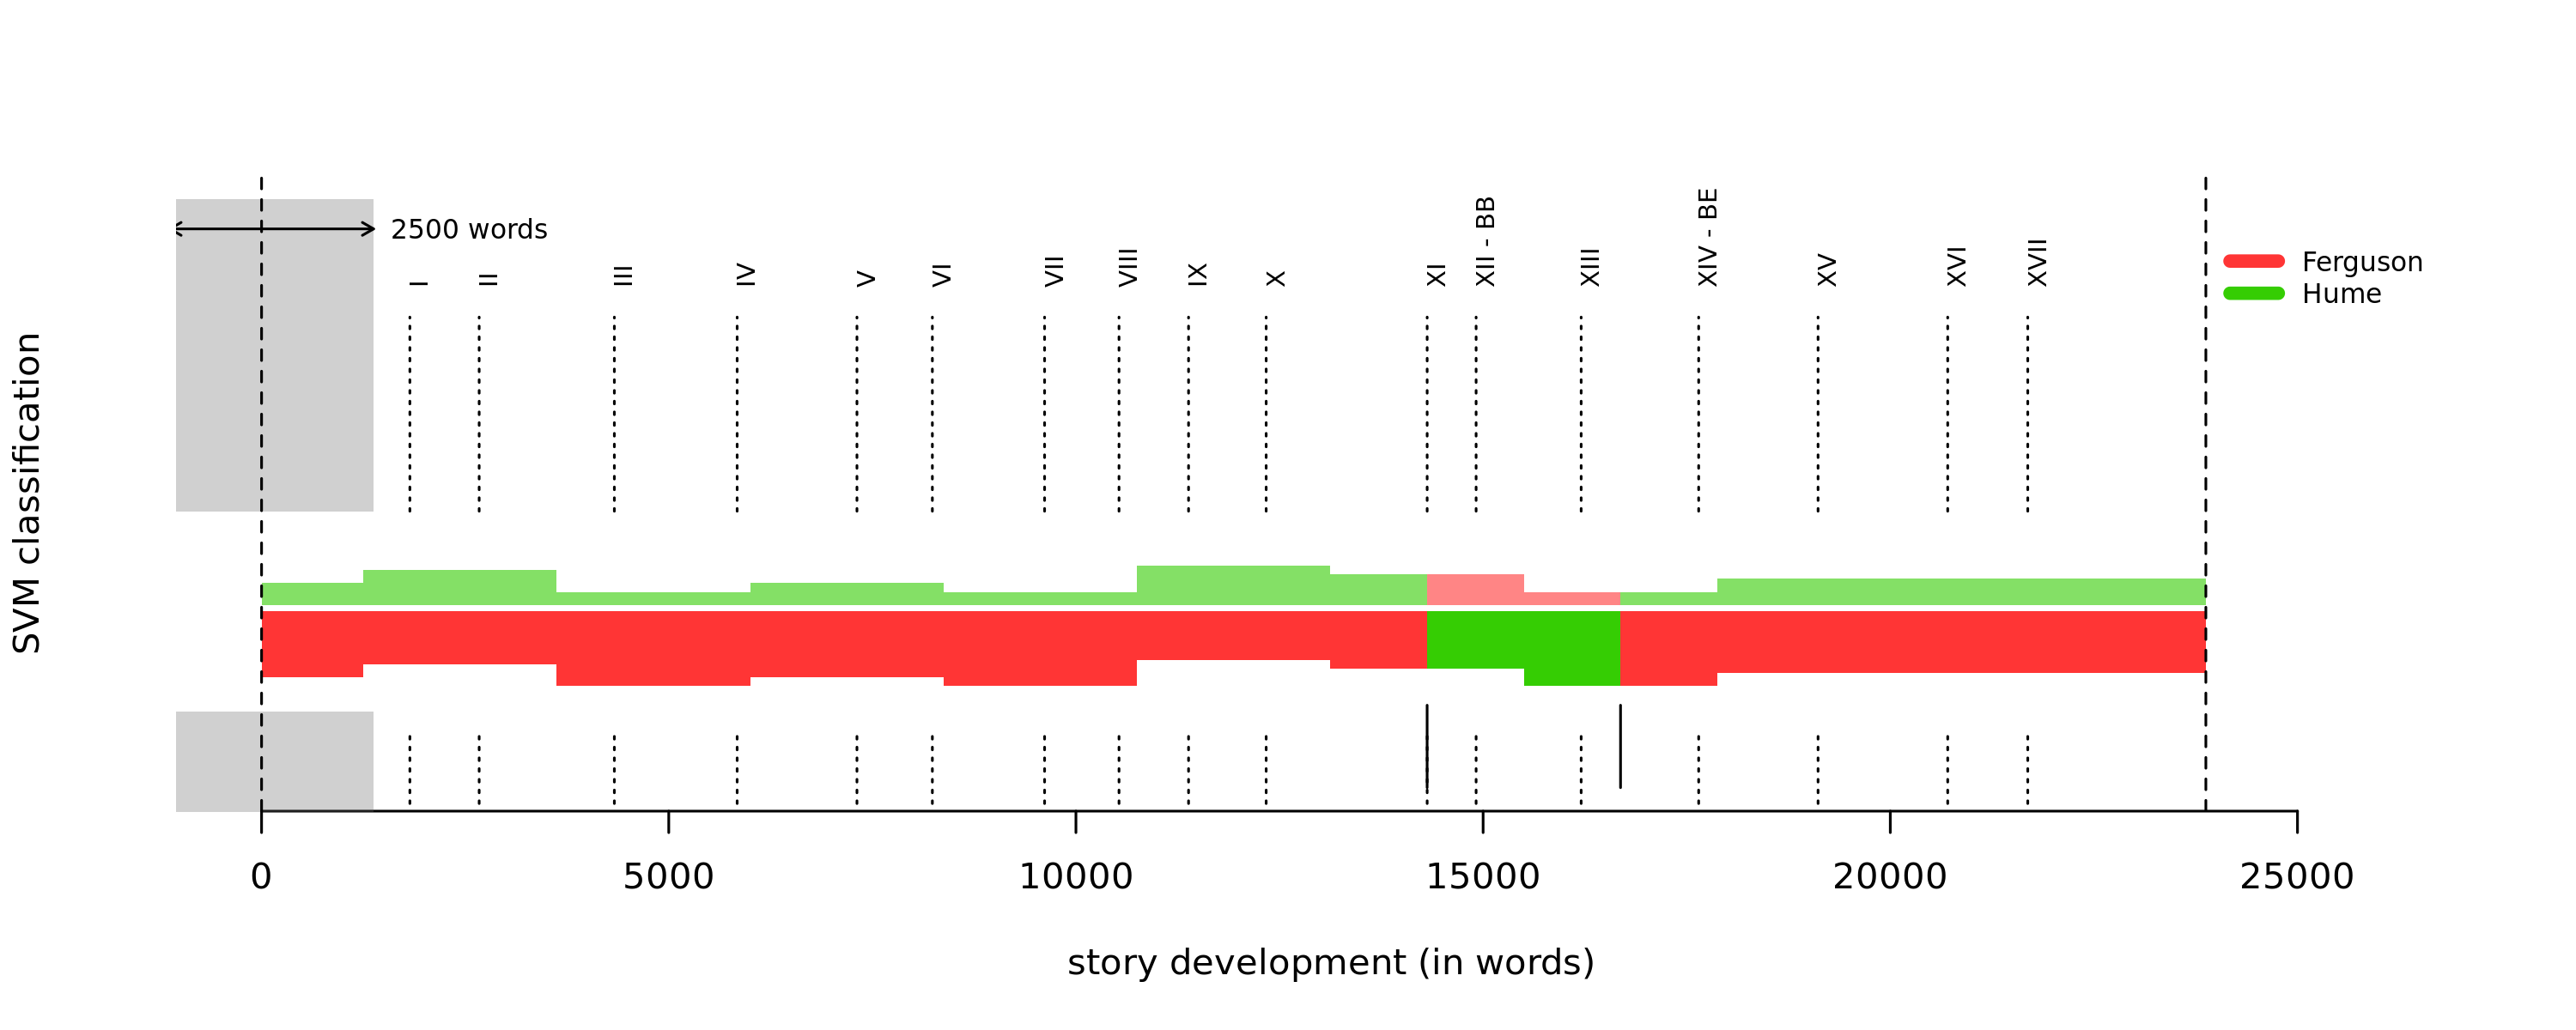 2500 words
I
II
III
IV
V
VI
VII
VIII
IX
X
XI
XII - BB
XIII
XIV - BE
XV
XVI
XVII
Ferguson
Hume
SVM classification
0 5000 10000 15000 20000 25000
story development (in words)